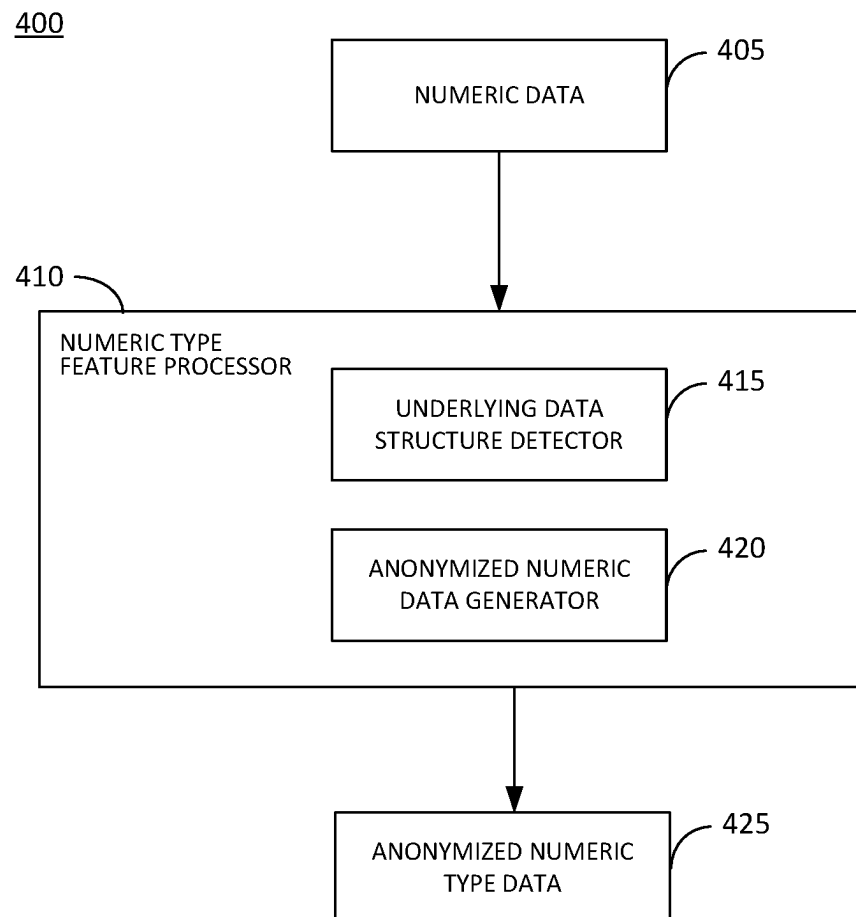 400
405
NUMERIC DATA
410
NUMERIC TYPE
FEATURE PROCESSOR
415
UNDERLYING DATA
STRUCTURE DETECTOR
420
ANONYMIZED NUMERIC
DATA GENERATOR
425
ANONYMIZED NUMERIC
TYPE DATA